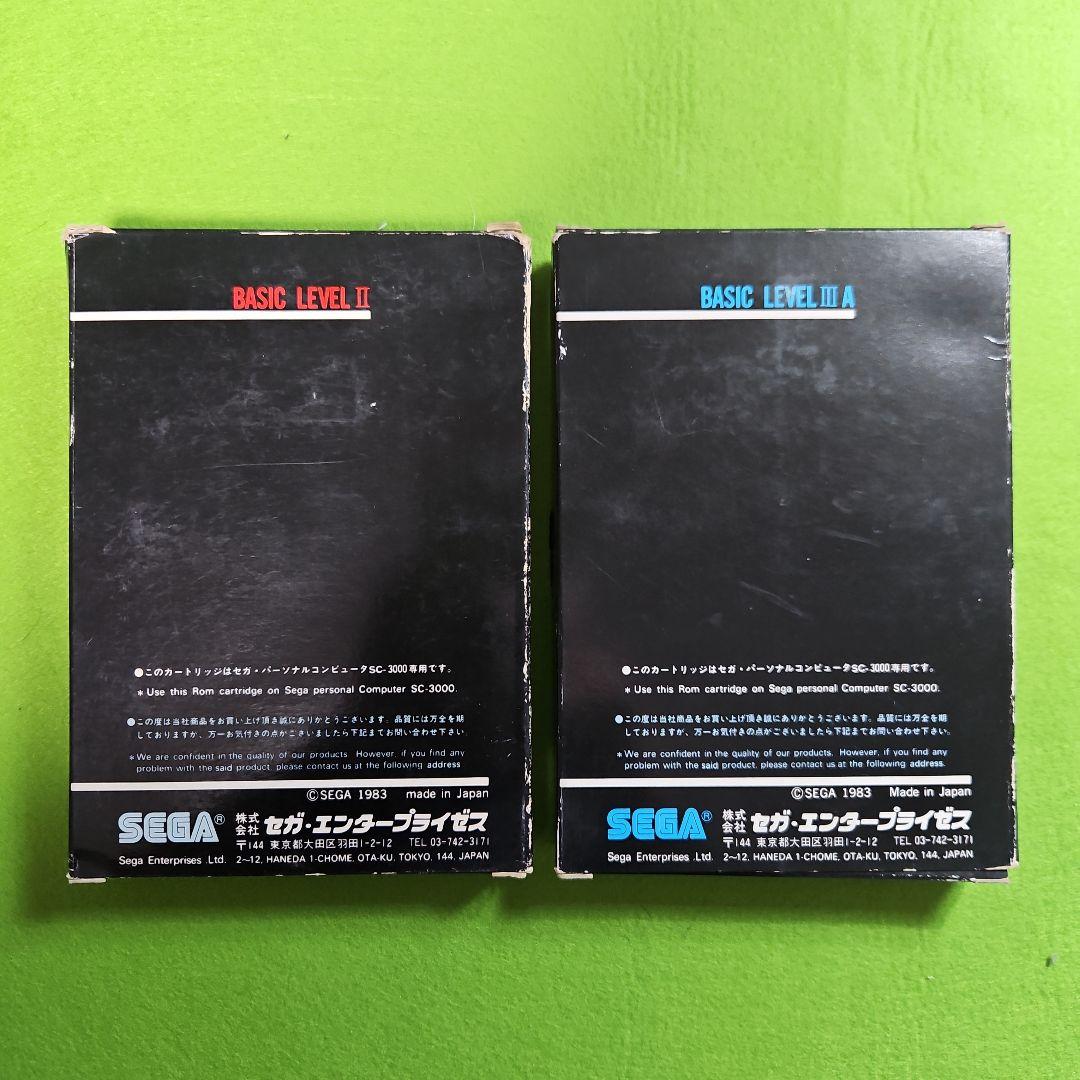 BASIC LEVEL II
●このカートリッジはセガ・パーソナルコンピュータSC-3000専用です。
* Use this Rom cartridge on Sega personal Computer SC-3000.
●この度は当社商品をお買い上げ頂き誠にありがとうございます。品質には万全を期
しておりますが、万一お気付きの点がございましたら下記までお問い合わせ下さい
* We are confident in the quality of our products. However, if you find any
problem with the said product, please contact us at the following address
©SEGA 1983 made in Japan
SEGA® 株式会社 セガ・エンタープライゼス
〒144 東京都大田区羽田1-2-12 TEL 03-742-3171
Sega Enterprises .Ltd. 2~12, HANEDA 1-CHOME, OTA-KU, TOKYO, 144, JAPAN
BASIC LEVEL III A
●このカートリッジはセガ・パーソナルコンピュータSC-3000専用です。
* Use this Rom cartridge on Sega personal Computer SC-3000.
●この度は当社商品をお買い上げ頂き誠にありがとうございます。品質には万全を期
しておりますが、万一お気付きの点がございましたら下記までお問い合わせ下さい。
* We are confident in the quality of our products. However, if you find any
problem with the said product, please contact us at the following address.
©SEGA 1983 Made in Japan
SEGA® 株式会社 セガ・エンタープライゼス
〒144 東京都大田区羽田1-2-12 TEL 03-742-3171
Sega Enterprises .Ltd. 2~12, HANEDA 1-CHOME, OTA-KU, TOKYO, 144, JAPAN